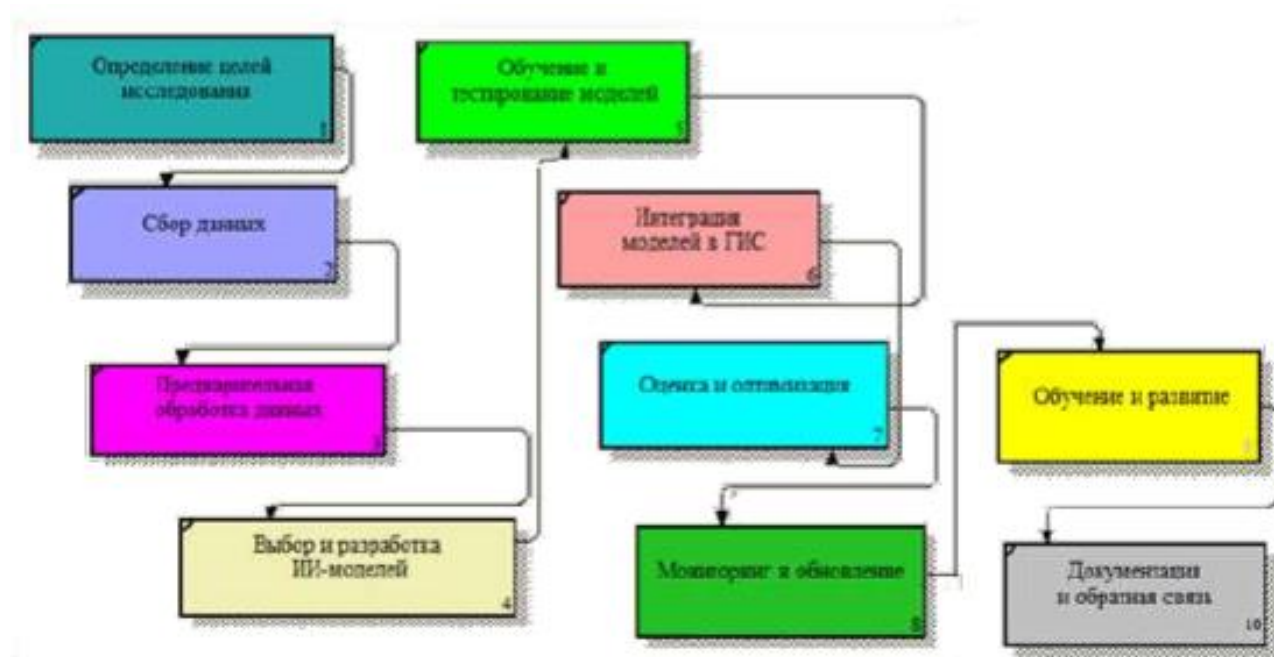 Определение целей
исследования
1
Сбор данных
2
Предварительная
обработка данных
3
Выбор и разработка
ИИ-моделей
4
Обучение и
тестирование моделей
5
Интеграция
моделей в ГИС
6
Оценка и оптимизация
7
Мониторинг и обновление
8
Обучение и развитие
Документация
и обратная связь
10